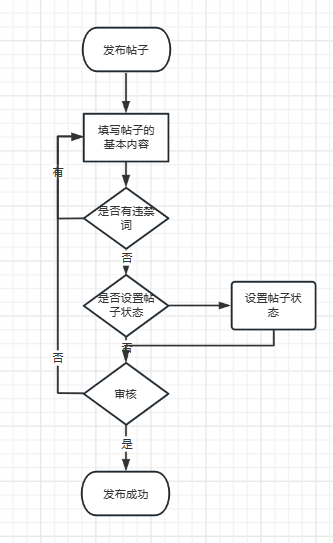 发布帖子
填写帖子的
基本内容
有
是否有违禁
词
否
是否设置帖
子状态
设置帖子状
态
否
否
审核
是
发布成功